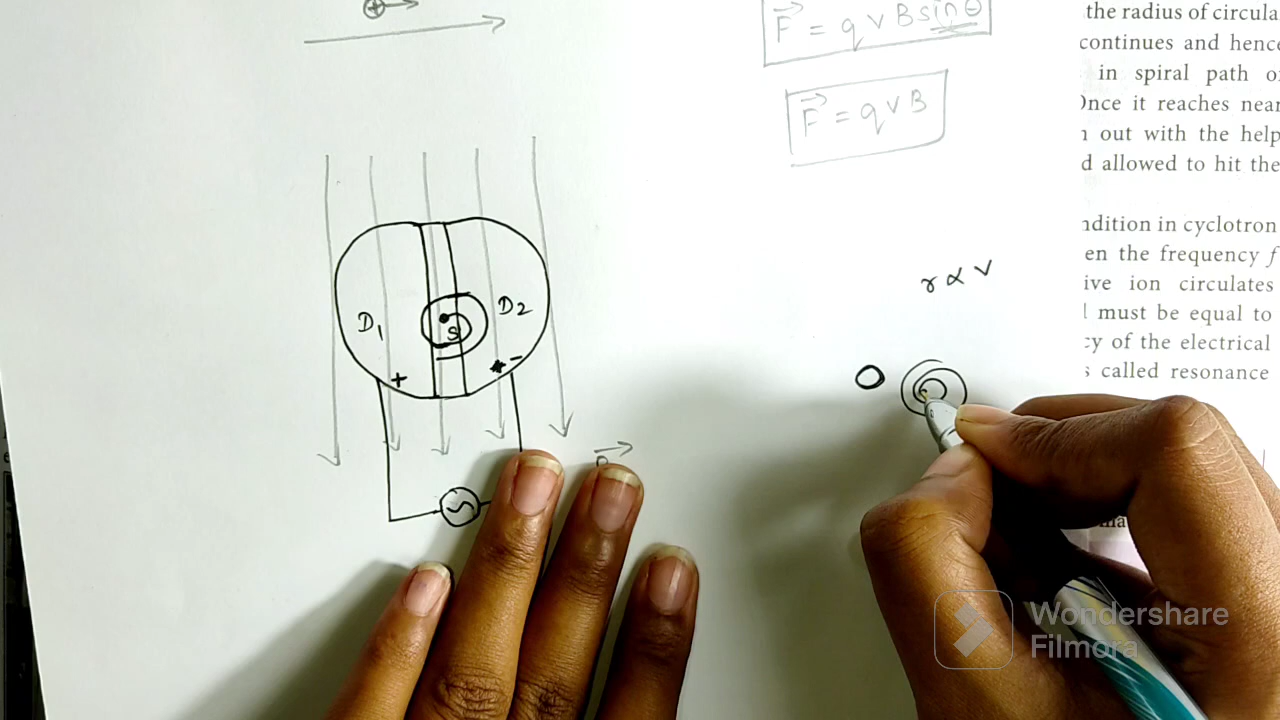 F = qvB sinθ
F = qvB
the radius of circula
continues and hence
in spiral path o
Once it reaches near
n out with the help
d allowed to hit the
ndition in cyclotron
en the frequency f
ive ion circulates
must be equal to
cy of the electrical
s called resonance
r ∝ v
D1
S
D2
+
-
Wondershare
Filmora